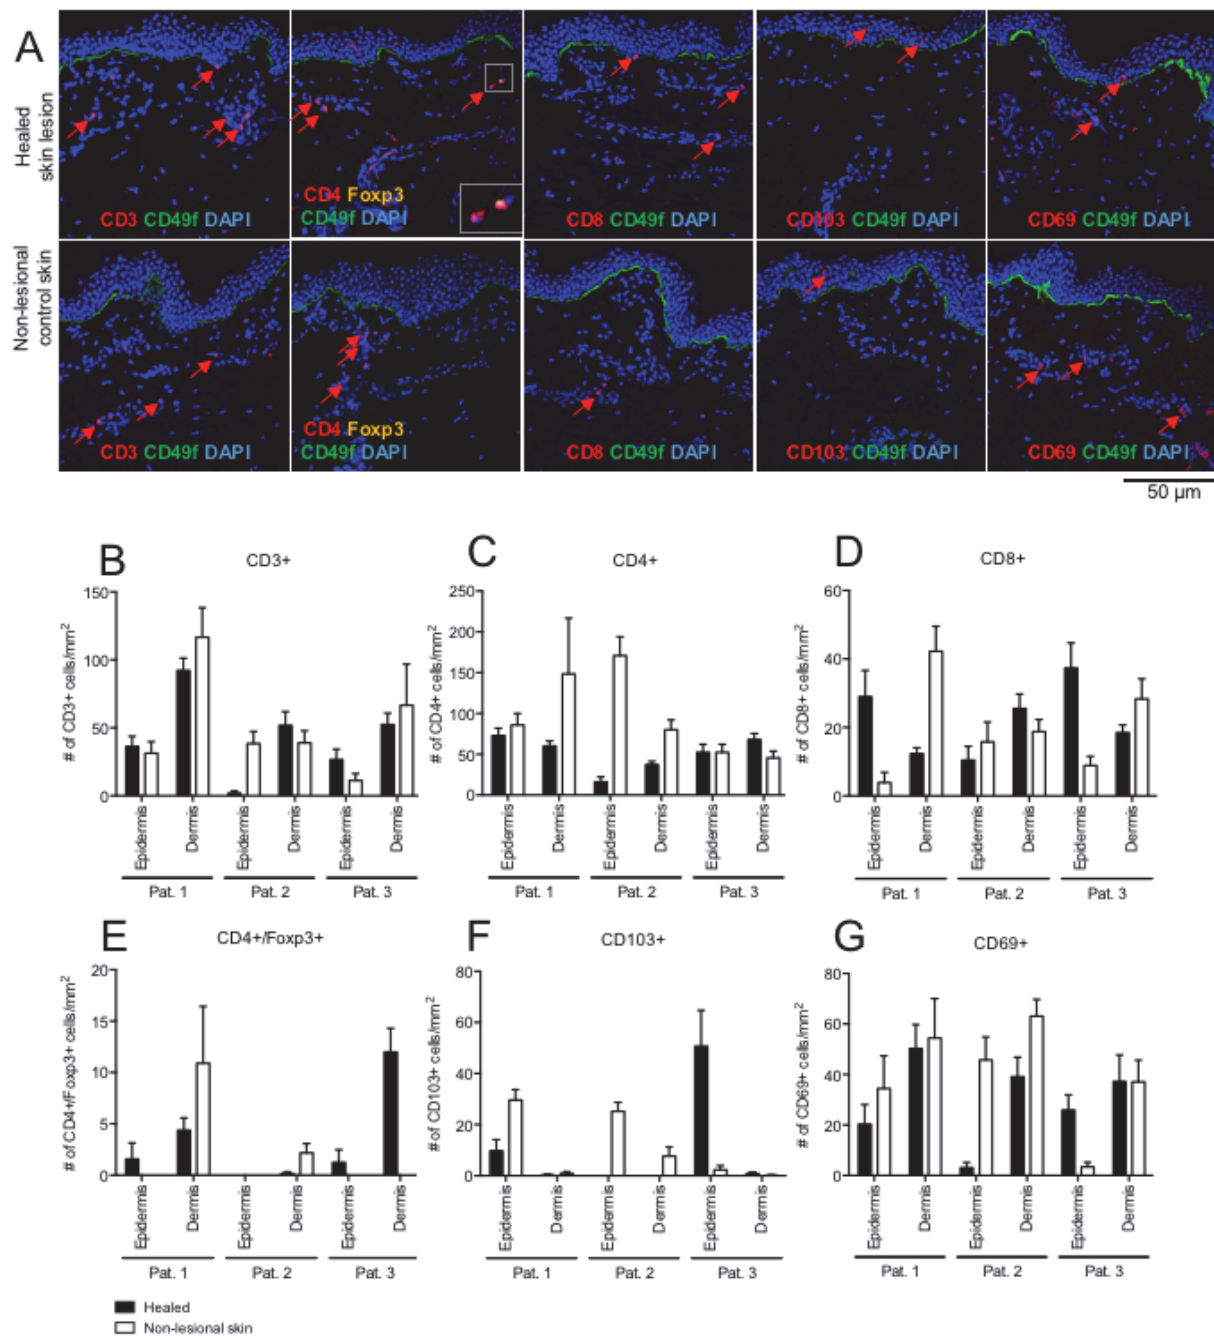 A
Healed
skin lesion
CD3 CD49f DAPI
CD4 Foxp3
CD49f DAPI
CD8 CD49f DAPI
CD103 CD49f DAPI
CD69 CD49f DAPI
Non-lesional
control skin
CD3 CD49f DAPI
CD4 Foxp3
CD49f DAPI
CD8 CD49f DAPI
CD103 CD49f DAPI
CD69 CD49f DAPI
50 µm
B
CD3+
# of CD3+ cells/mm²
150
100
50
0
Epidermis
Dermis
Epidermis
Dermis
Epidermis
Dermis
Pat. 1
Pat. 2
Pat. 3
C
CD4+
# of CD4+ cells/mm²
250
200
150
100
50
0
Epidermis
Dermis
Epidermis
Dermis
Epidermis
Dermis
Pat. 1
Pat. 2
Pat. 3
D
CD8+
# of CD8+ cells/mm²
60
40
20
0
Epidermis
Dermis
Epidermis
Dermis
Epidermis
Dermis
Pat. 1
Pat. 2
Pat. 3
E
CD4+/Foxp3+
# of CD4+/Foxp3+ cells/mm²
20
15
10
5
0
Epidermis
Dermis
Epidermis
Dermis
Epidermis
Dermis
Pat. 1
Pat. 2
Pat. 3
F
CD103+
# of CD103+ cells/mm²
80
60
40
20
0
Epidermis
Dermis
Epidermis
Dermis
Epidermis
Dermis
Pat. 1
Pat. 2
Pat. 3
G
CD69+
# of CD69+ cells/mm²
80
60
40
20
0
Epidermis
Dermis
Epidermis
Dermis
Epidermis
Dermis
Pat. 1
Pat. 2
Pat. 3
Healed
Non-lesional skin